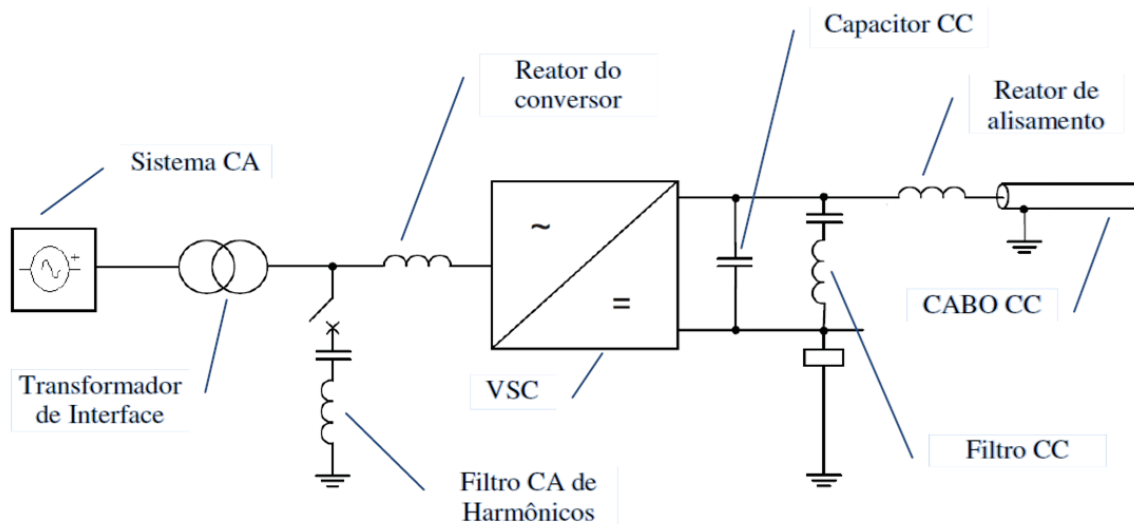 Capacitor CC
Reator do
conversor
Reator de
alisamento
Sistema CA
+
~
=
CABO CC
Transformador
de Interface
VSC
Filtro CC
Filtro CA de
Harmônicos